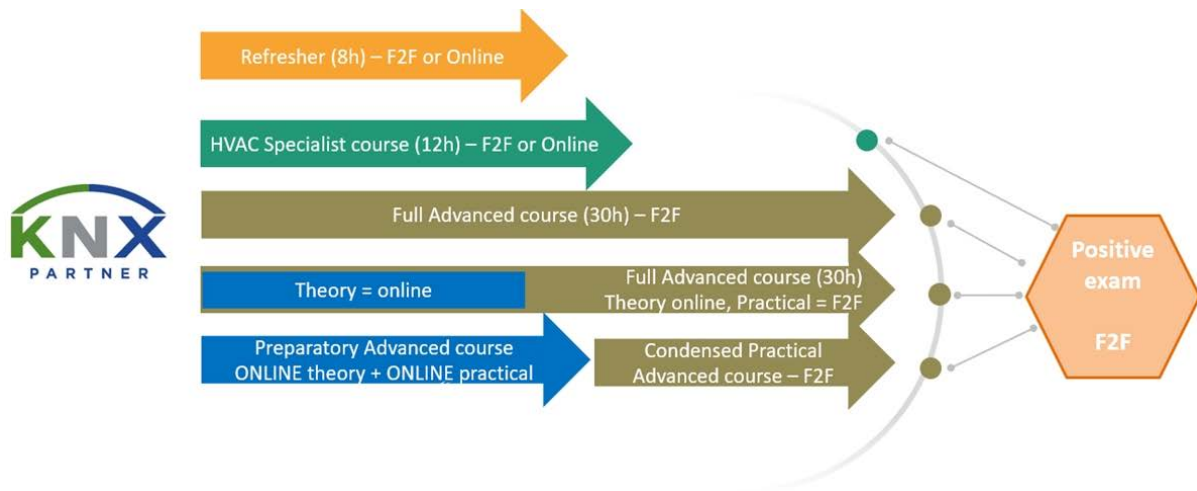 Refresher (8h) – F2F or Online
HVAC Specialist course (12h) – F2F or Online
Full Advanced course (30h) – F2F
KNX
PARTNER
Theory = online
Full Advanced course (30h)
Theory online, Practical = F2F
Preparatory Advanced course
ONLINE theory + ONLINE practical
Condensed Practical
Advanced course – F2F
Positive
exam
F2F